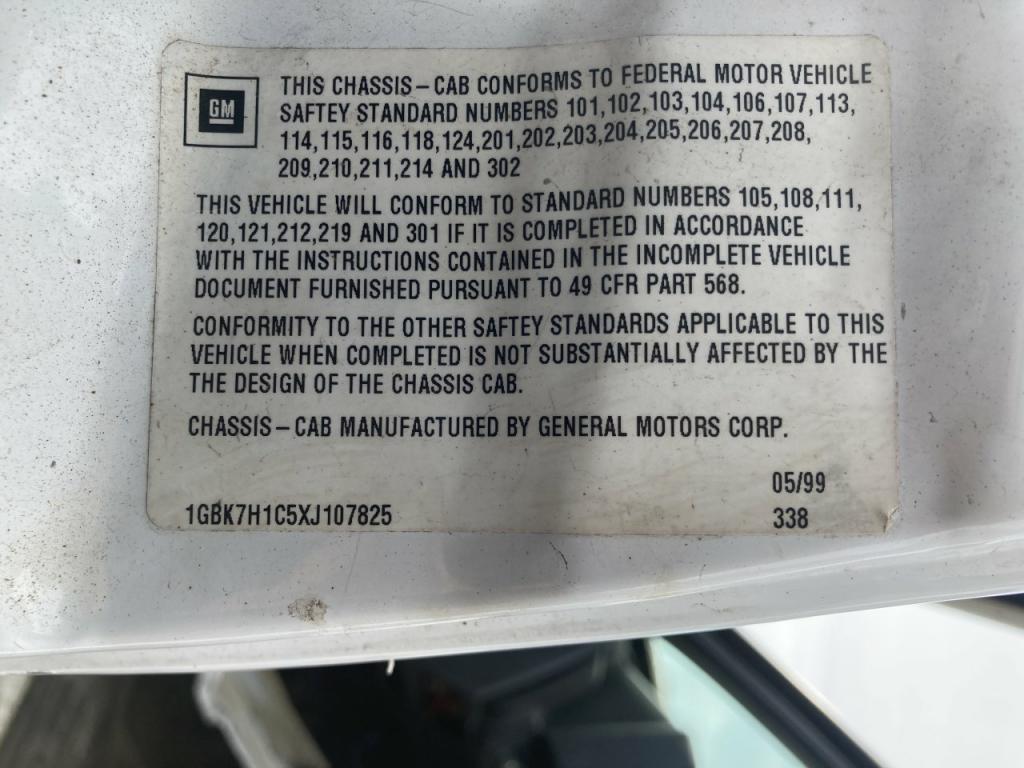 GM
THIS CHASSIS-CAB CONFORMS TO FEDERAL MOTOR VEHICLE
SAFTEY STANDARD NUMBERS 101,102,103,104,106,107,113,
114,115,116,118,124,201,202,203,204,205,206,207,208,
209,210,211,214 AND 302
THIS VEHICLE WILL CONFORM TO STANDARD NUMBERS 105,108,111,
120,121,212,219 AND 301 IF IT IS COMPLETED IN ACCORDANCE
WITH THE INSTRUCTIONS CONTAINED IN THE INCOMPLETE VEHICLE
DOCUMENT FURNISHED PURSUANT TO 49 CFR PART 568.
CONFORMITY TO THE OTHER SAFTEY STANDARDS APPLICABLE TO THIS
VEHICLE WHEN COMPLETED IS NOT SUBSTANTIALLY AFFECTED BY THE
THE DESIGN OF THE CHASSIS CAB.
CHASSIS-CAB MANUFACTURED BY GENERAL MOTORS CORP.
05/99
1GBK7H1C5XJ107825
338